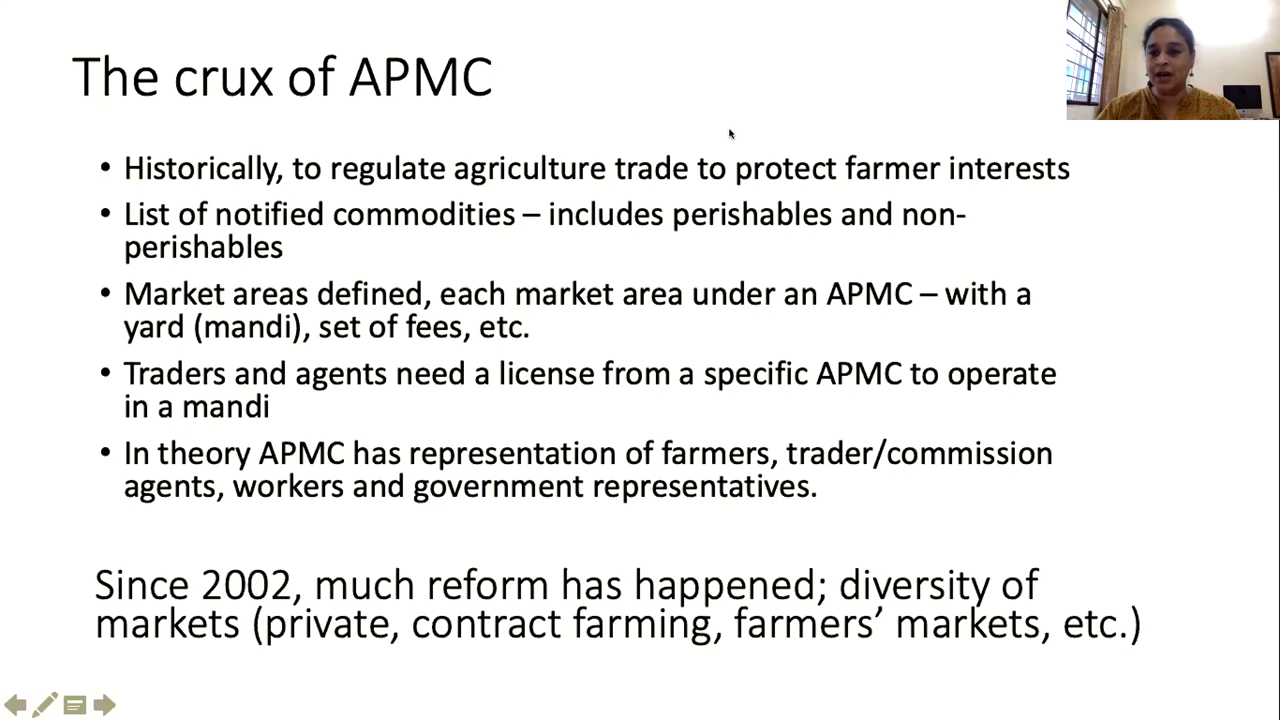 The crux of APMC
• Historically, to regulate agriculture trade to protect farmer interests
• List of notified commodities – includes perishables and non-
perishables
• Market areas defined, each market area under an APMC – with a
yard (mandi), set of fees, etc.
• Traders and agents need a license from a specific APMC to operate
in a mandi
• In theory APMC has representation of farmers, trader/commission
agents, workers and government representatives.
Since 2002, much reform has happened; diversity of
markets (private, contract farming, farmers’ markets, etc.)